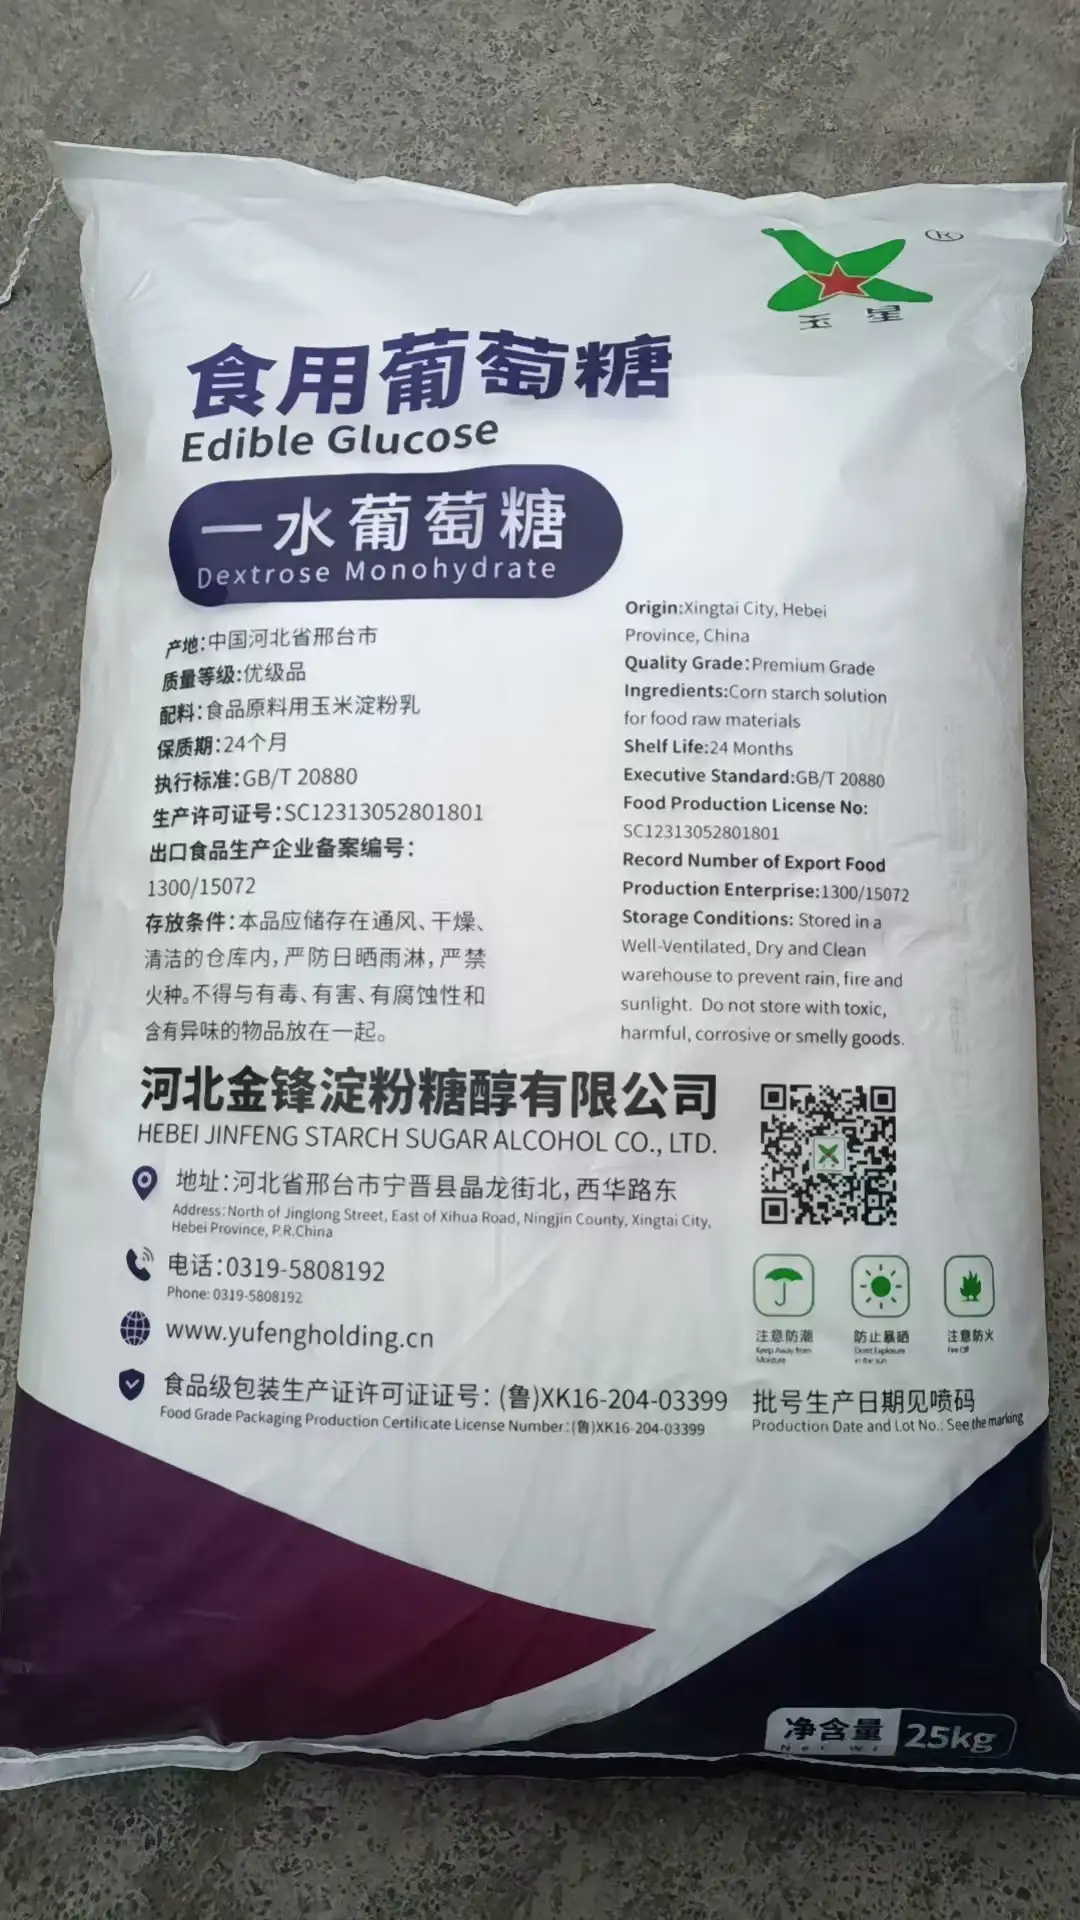 玉星
®
食用葡萄糖
Edible Glucose
一水葡萄糖
Dextrose Monohydrate
产地:中国河北省邢台市
质量等级:优级品
配料:食品原料用玉米淀粉乳
保质期:24个月
执行标准:GB/T 20880
生产许可证号:SC12313052801801
出口食品生产企业备案编号:
1300/15072
存放条件:本品应储存在通风、干燥、
清洁的仓库内,严防日晒雨淋,严禁
火种。不得与有毒、有害、有腐蚀性和
含有异味的物品放在一起。
Origin:Xingtai City, Hebei
Province, China
Quality Grade:Premium Grade
Ingredients:Corn starch solution
for food raw materials
Shelf Life:24 Months
Executive Standard:GB/T 20880
Food Production License No:
SC12313052801801
Record Number of Export Food
Production Enterprise:1300/15072
Storage Conditions: Stored in a
Well-Ventilated, Dry and Clean
warehouse to prevent rain, fire and
sunlight. Do not store with toxic,
harmful, corrosive or smelly goods.
河北金锋淀粉糖醇有限公司
HEBEI JINFENG STARCH SUGAR ALCOHOL CO., LTD.
地址:河北省邢台市宁晋县晶龙街北,西华路东
Address:North of Jinglong Street, East of Xihua Road, Ningjin County, Xingtai City,
Hebei Province, P.R.China
电话:0319-5808192
Phone: 0319-5808192
www.yufengholding.cn
食品级包装生产证许可证证号:(鲁)XK16-204-03399
Food Grade Packaging Production Certificate License Number:(鲁)XK16-204-03399
注意防潮
Keep Away from
Moisture
防止暴晒
Don't Explosure
in the sun
注意防火
Fire Off
批号生产日期见喷码
Production Date and Lot No.: See the marking
净含量 25kg
Net Wt